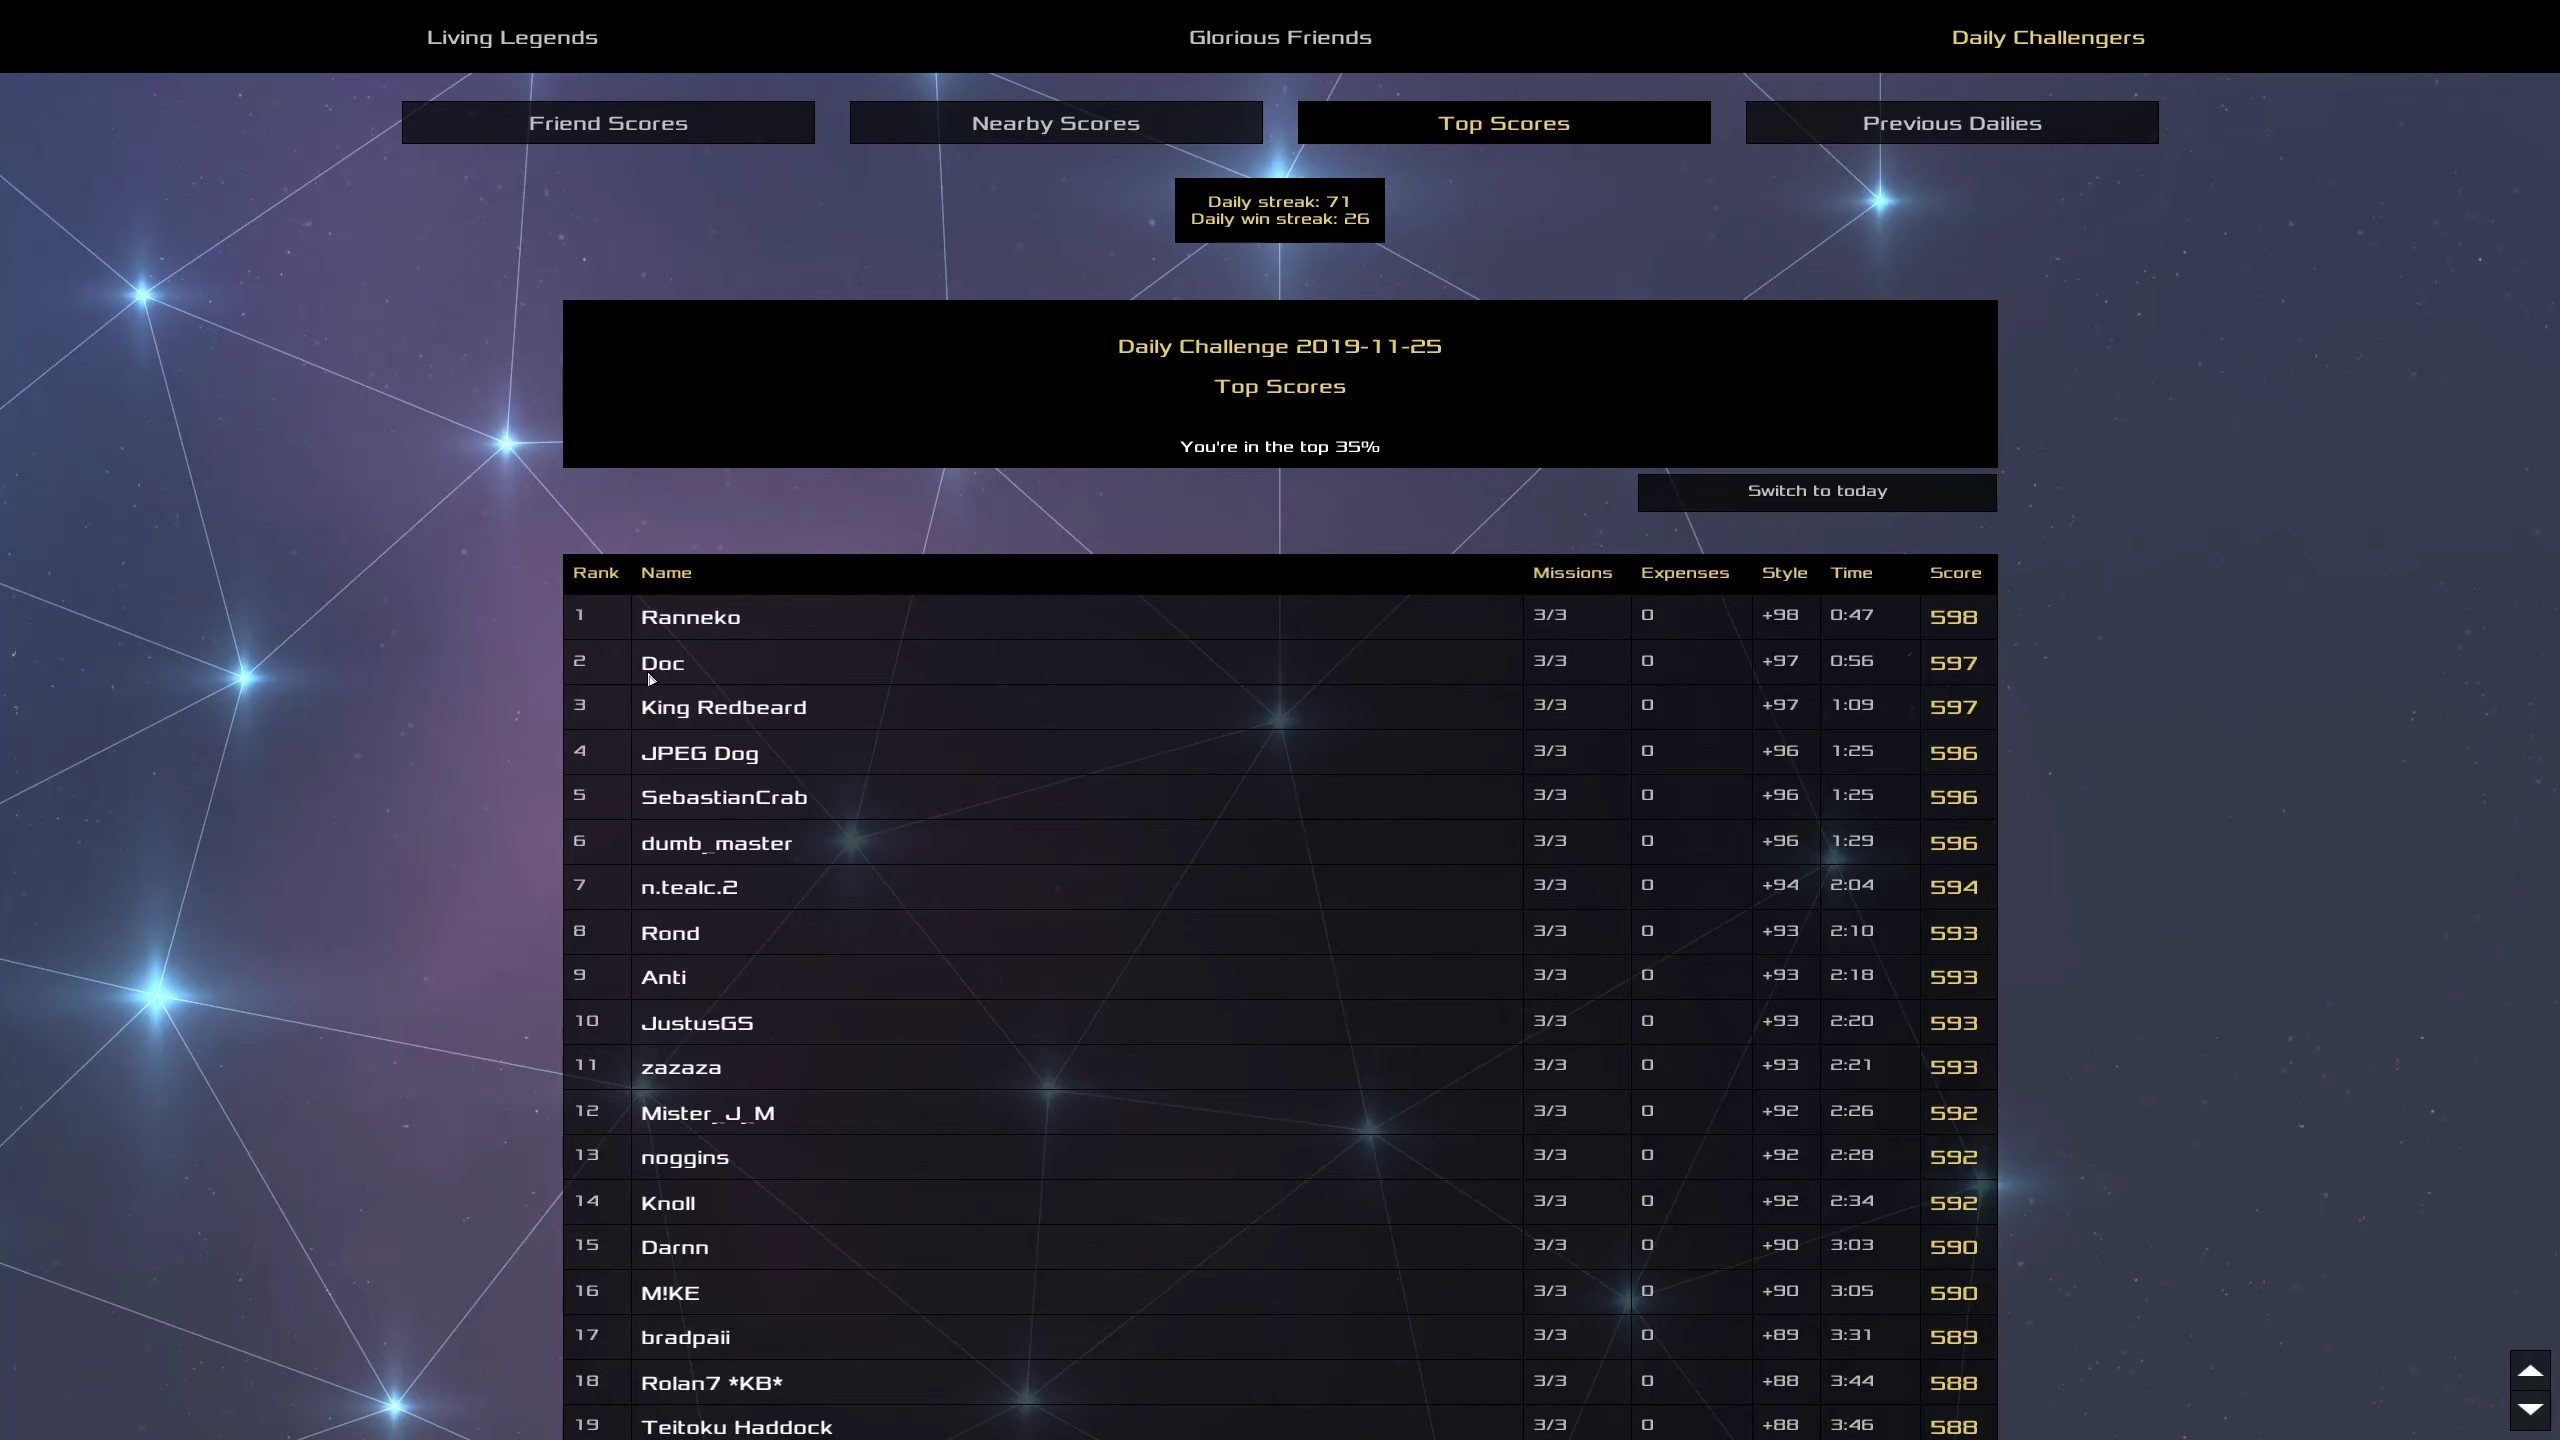 Living Legends Glorious Friends Daily Challengers
Friend Scores Nearby Scores Top Scores Previous Dailies
Daily streak: 71
Daily win streak: 26
Daily Challenge 2019-11-25
Top Scores
You're in the top 35%
Switch to today
Rank Name Missions Expenses Style Time Score
1 Ranneko 3/3 0 +98 0:47 598
2 Doc 3/3 0 +97 0:56 597
3 King Redbeard 3/3 0 +97 1:09 597
4 JPEG Dog 3/3 0 +96 1:25 596
5 SebastianCrab 3/3 0 +96 1:25 596
6 dumb_master 3/3 0 +96 1:29 596
7 n.tealc.2 3/3 0 +94 2:04 594
8 Rond 3/3 0 +93 2:10 593
9 Anti 3/3 0 +93 2:18 593
10 JustusGS 3/3 0 +93 2:20 593
11 zazaza 3/3 0 +93 2:21 593
12 Mister_J_M 3/3 0 +92 2:26 592
13 noggins 3/3 0 +92 2:28 592
14 Knoll 3/3 0 +92 2:34 592
15 Darnn 3/3 0 +90 3:03 590
16 M!KE 3/3 0 +90 3:05 590
17 bradpaii 3/3 0 +89 3:31 589
18 Rolan7 *KB* 3/3 0 +88 3:44 588
19 Teitoku Haddock 3/3 0 +88 3:46 588